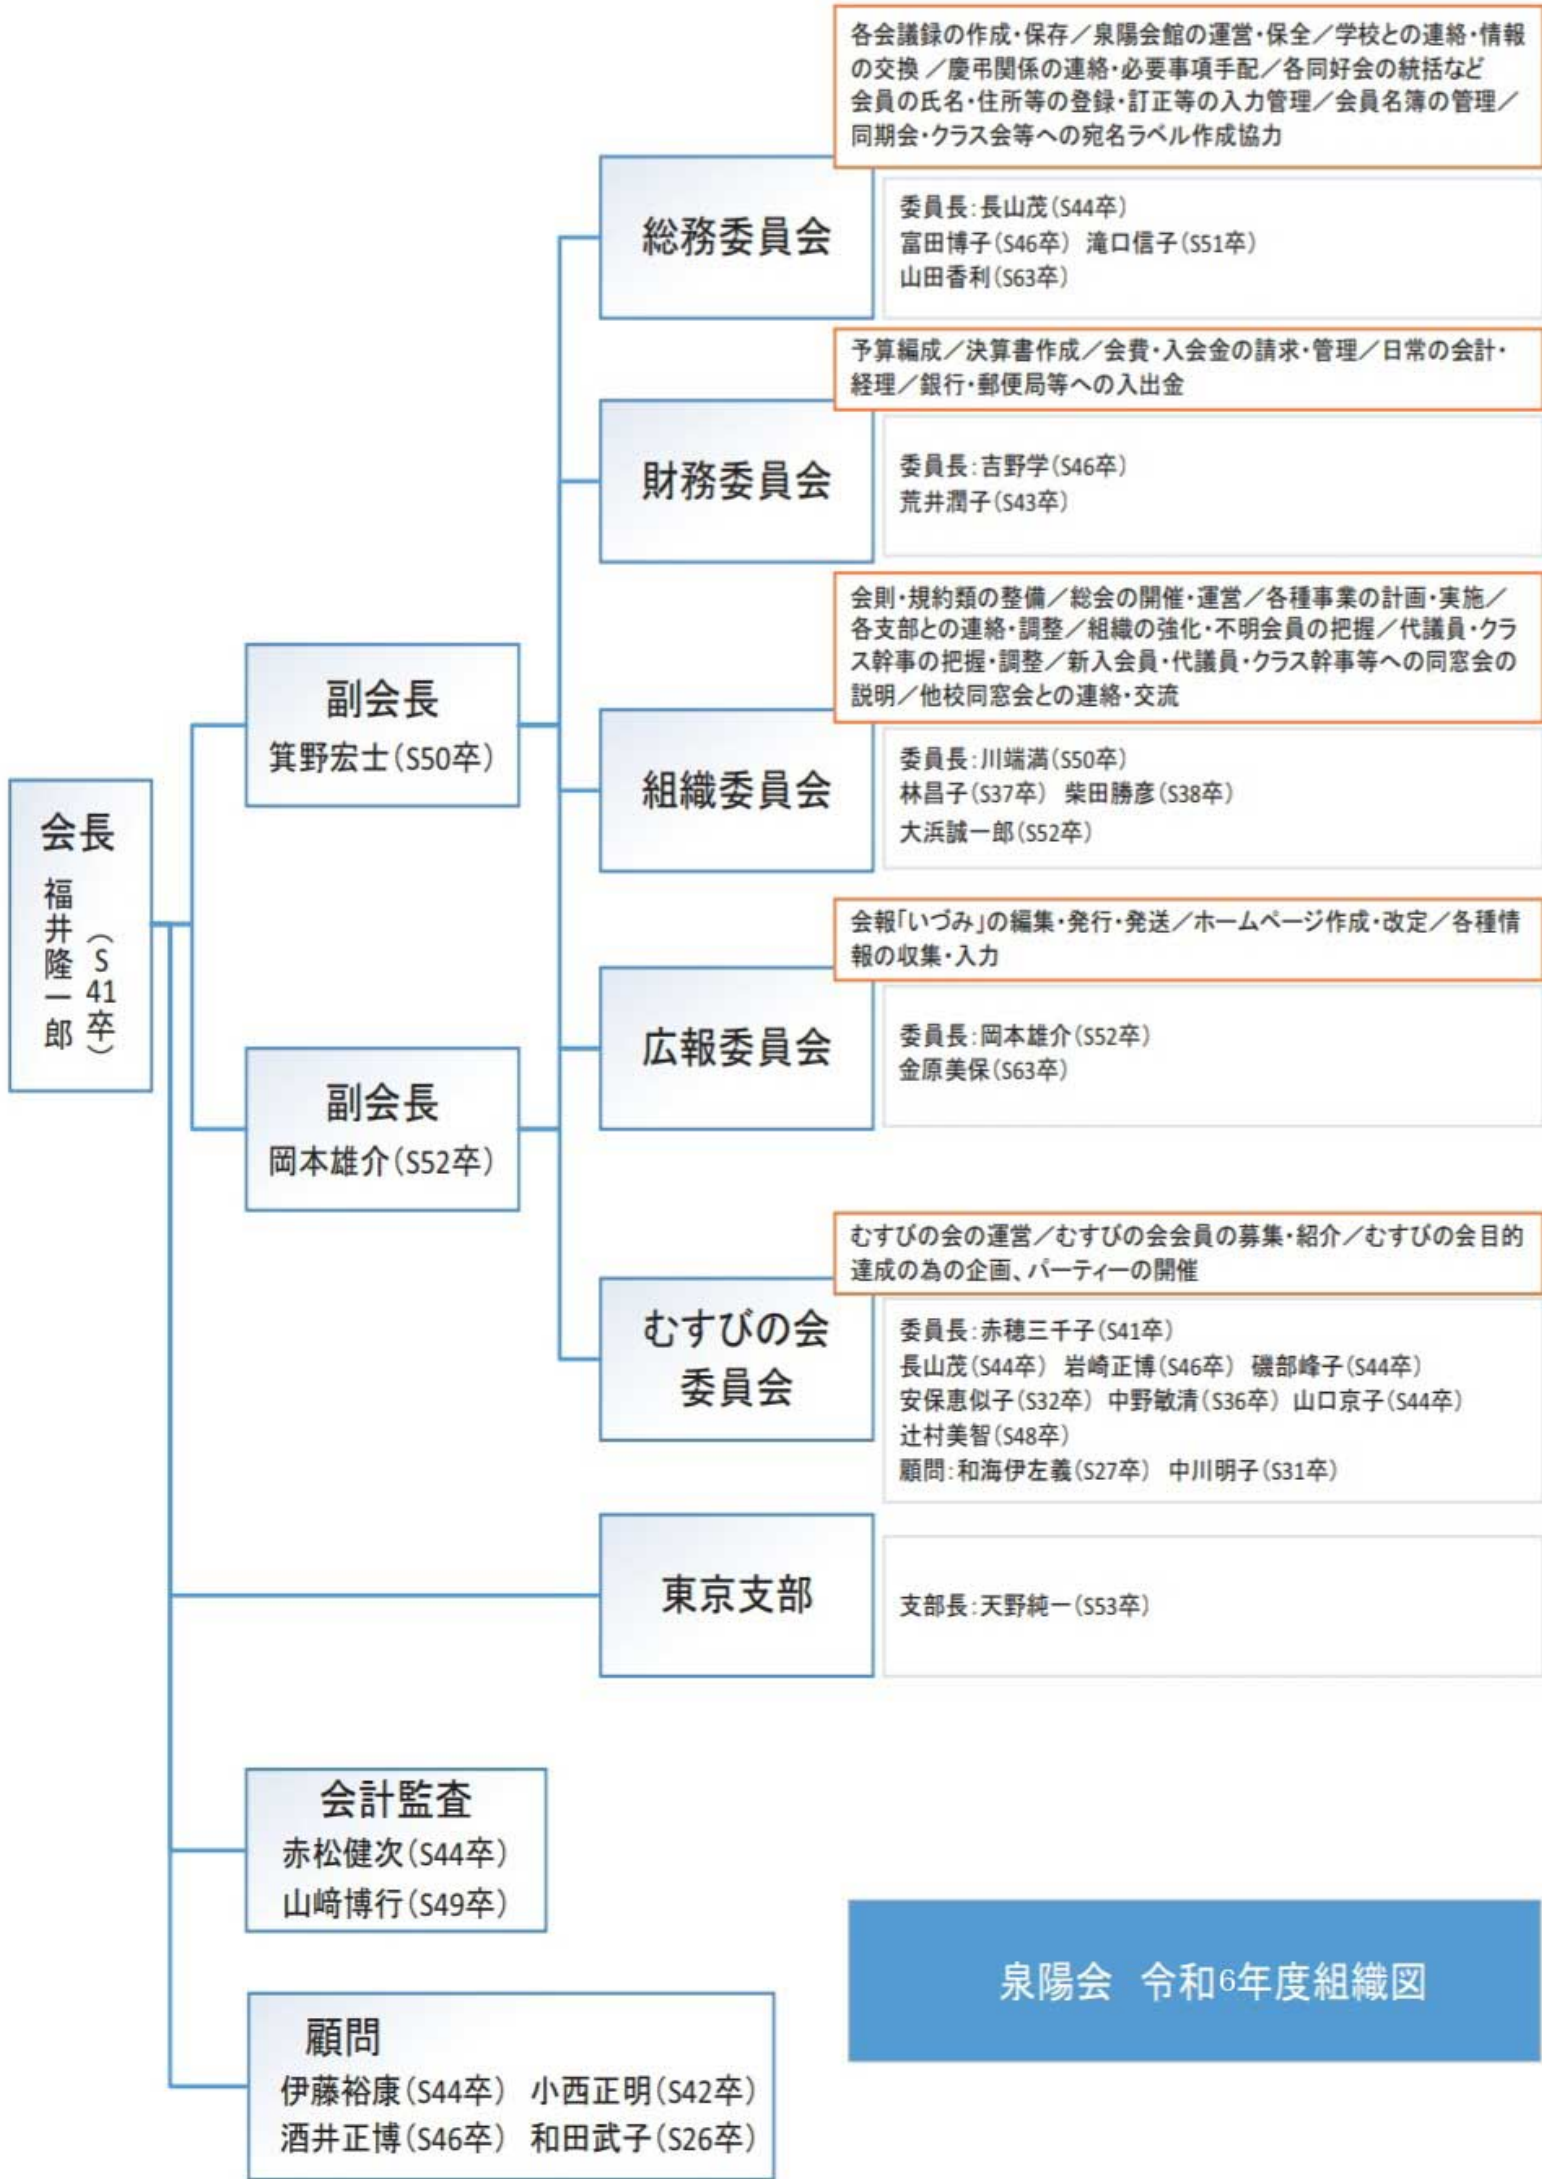 各会議録の作成・保存／泉陽会館の運営・保全／学校との連絡・情報
の交換 ／慶弔関係の連絡・必要事項手配／各同好会の統括など
会員の氏名・住所等の登録・訂正等の入力管理／会員名簿の管理／
同期会・クラス会等への宛名ラベル作成協力
総務委員会
委員長：長山茂（S44卒）
富田博子（S46卒） 滝口信子（S51卒）
山田香利（S63卒）
予算編成／決算書作成／会費・入会金の請求・管理／日常の会計・
経理／銀行・郵便局等への入出金
財務委員会
委員長：吉野学（S46卒）
荒井潤子（S43卒）
会則・規約類の整備／総会の開催・運営／各種事業の計画・実施／
各支部との連絡・調整／組織の強化・不明会員の把握／代議員・クラ
ス幹事の把握・調整／新入会員・代議員・クラス幹事等への同窓会の
説明／他校同窓会との連絡・交流
副会長
箕野宏士（S50卒）
組織委員会
委員長：川端満（S50卒）
林昌子（S37卒） 柴田勝彦（S38卒）
大浜誠一郎（S52卒）
会長
福井隆一郎
（S41卒）
会報「いづみ」の編集・発行・発送／ホームページ作成・改定／各種情
報の収集・入力
広報委員会
委員長：岡本雄介（S52卒）
金原美保（S63卒）
副会長
岡本雄介（S52卒）
むすびの会の運営／むすびの会会員の募集・紹介／むすびの会目的
達成の為の企画、パーティーの開催
むすびの会
委員会
委員長：赤穂三千子（S41卒）
長山茂（S44卒） 岩崎正博（S46卒） 磯部峰子（S44卒）
安保恵似子（S32卒） 中野敏清（S36卒） 山口京子（S44卒）
辻村美智（S48卒）
顧問：和海伊左義（S27卒） 中川明子（S31卒）
東京支部
支部長：天野純一（S53卒）
会計監査
赤松健次（S44卒）
山﨑博行（S49卒）
泉陽会 令和6年度組織図
顧問
伊藤裕康（S44卒） 小西正明（S42卒）
酒井正博（S46卒） 和田武子（S26卒）